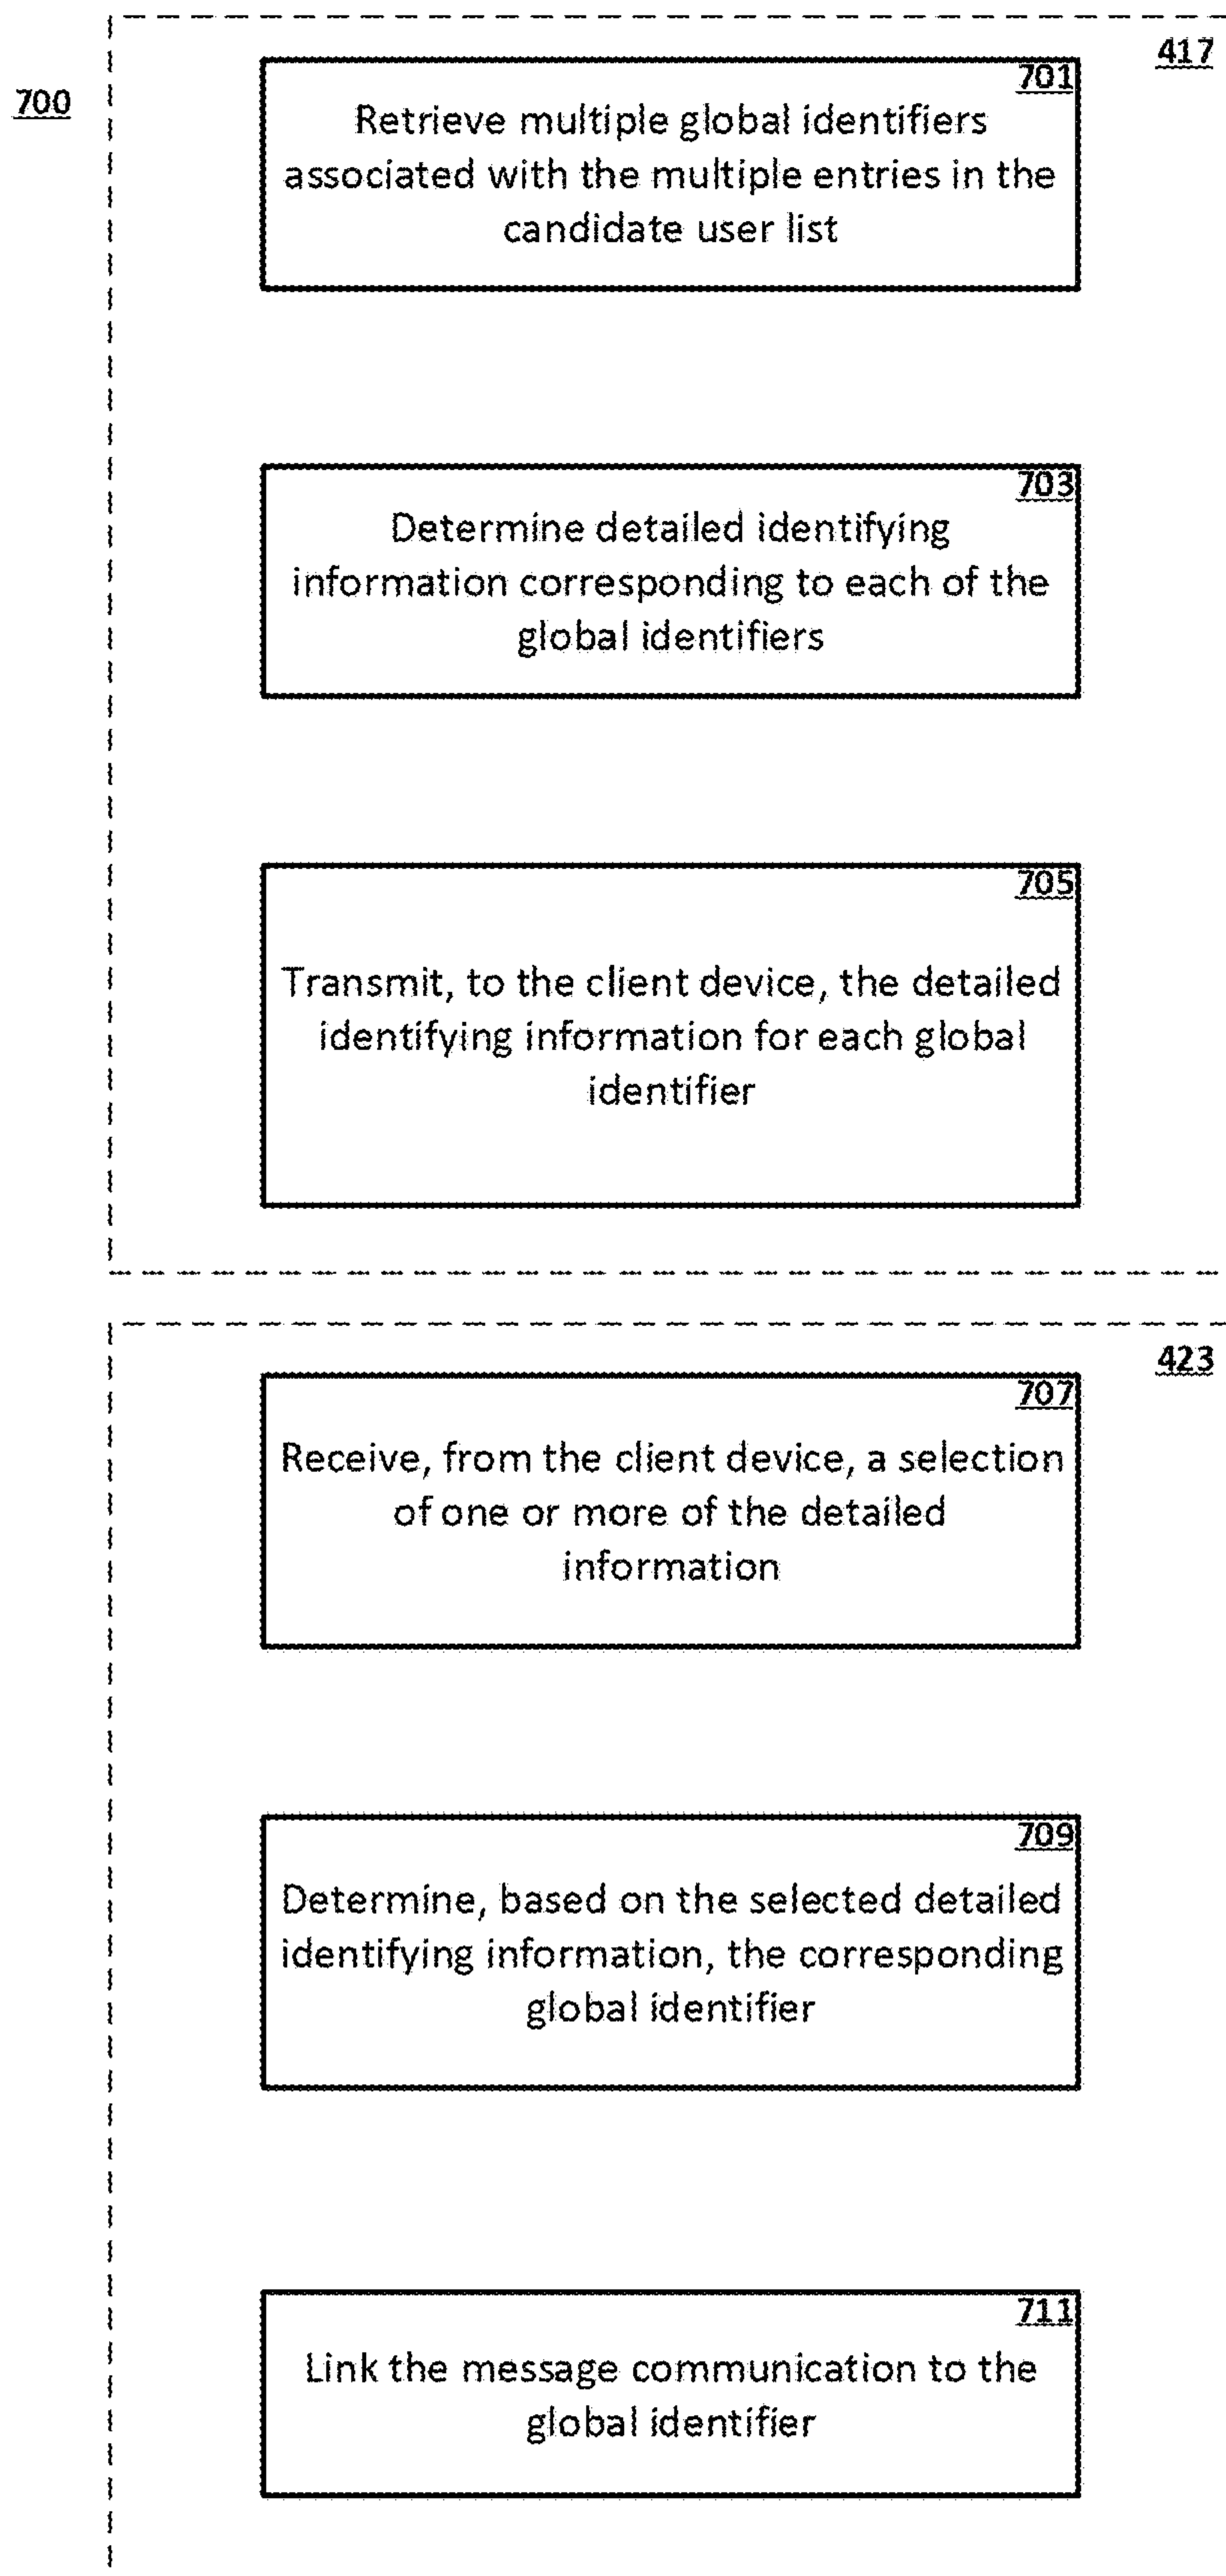 417
700
701
Retrieve multiple global identifiers
associated with the multiple entries in the
candidate user list
703
Determine detailed identifying
information corresponding to each of the
global identifiers
705
Transmit, to the client device, the detailed
identifying information for each global
identifier
423
707
Receive, from the client device, a selection
of one or more of the detailed
information
709
Determine, based on the selected detailed
identifying information, the corresponding
global identifier
711
Link the message communication to the
global identifier